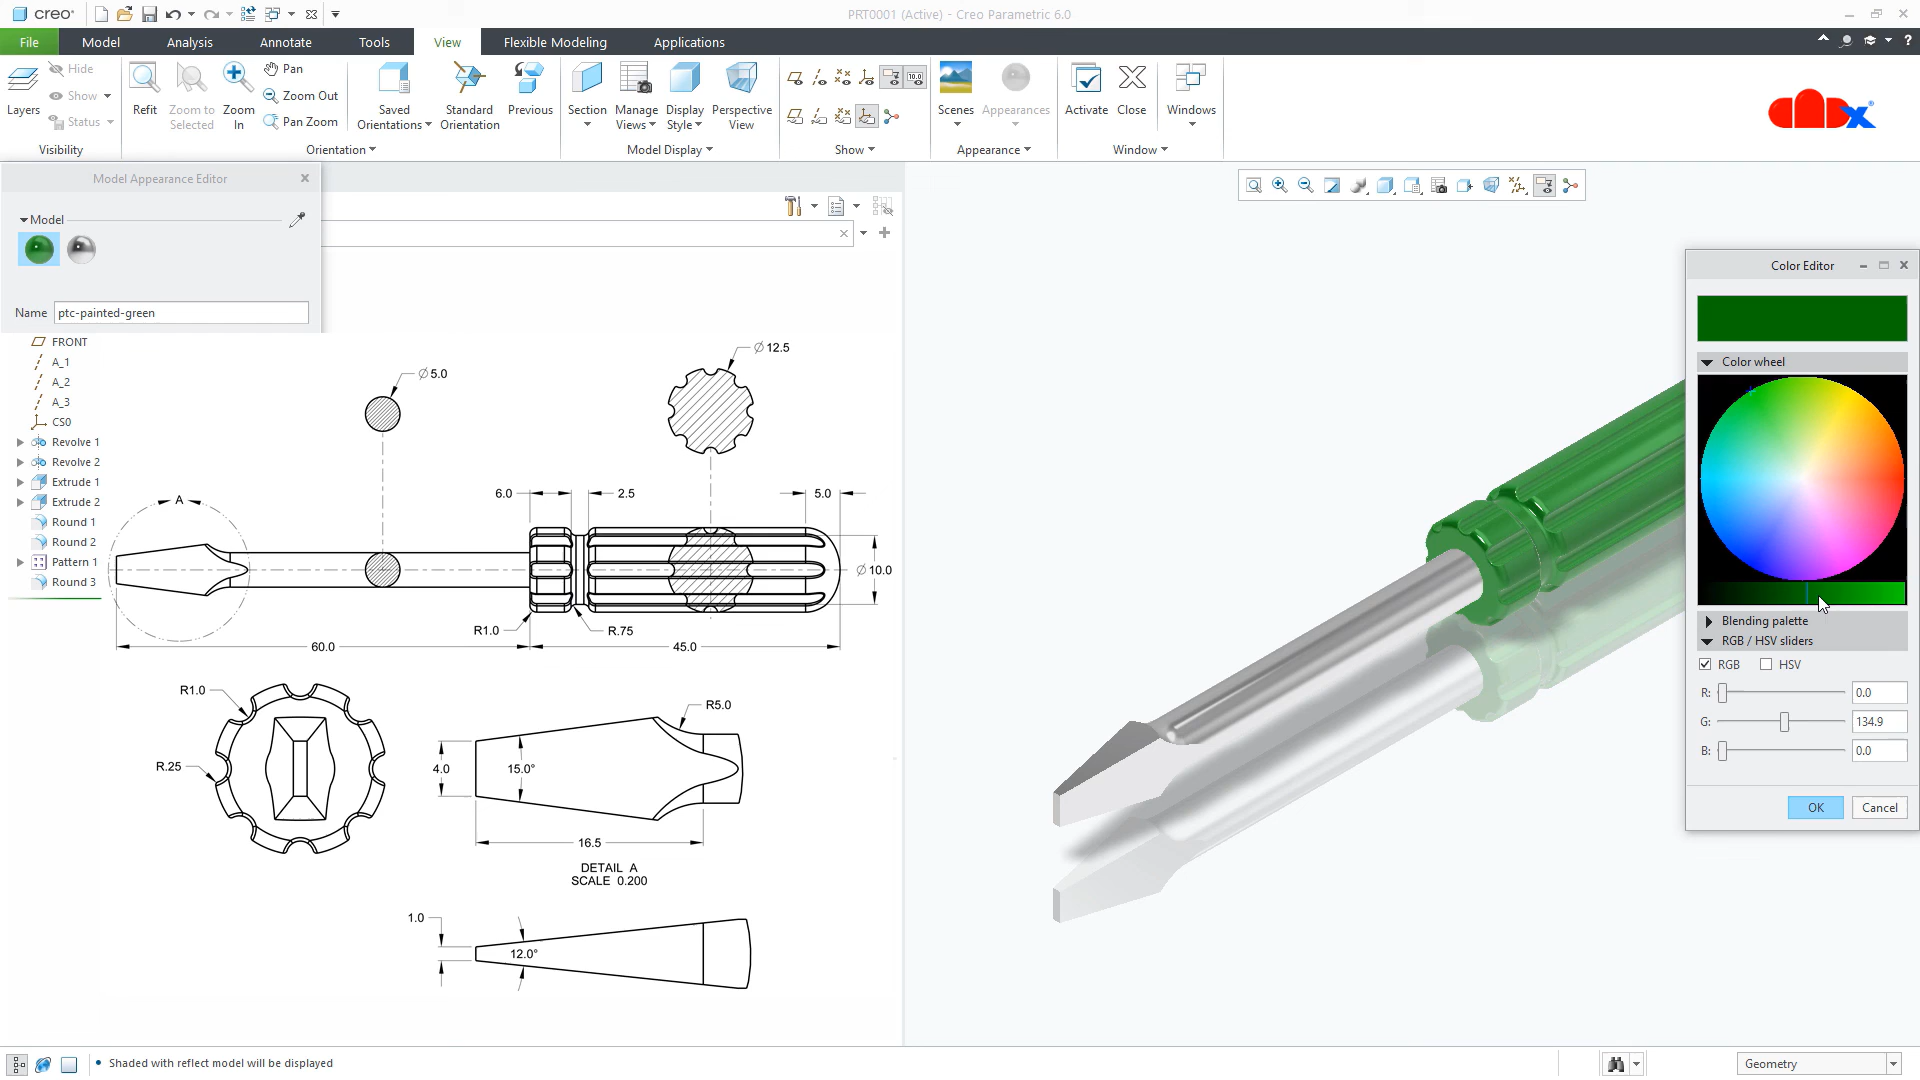 creo®
PRT0001 (Active) - Creo Parametric 6.0
File Model Analysis Annotate Tools View Flexible Modeling Applications
Layers
Hide
Show
Status
Visibility
Refit
Zoom to Selected
Zoom In
Pan
Zoom Out
Pan Zoom
Saved Orientations
Standard Orientation
Previous
Orientation
Section
Manage Views
Display Style
Perspective View
Model Display
10.0
Show
Scenes
Appearances
Appearance
Activate
Close
Windows
Window
CADX®
Model Appearance Editor
Model
Name ptc-painted-green
FRONT
A_1
A_2
A_3
CS0
Revolve 1
Revolve 2
Extrude 1
Extrude 2
Round 1
Round 2
Pattern 1
Round 3
∅5.0
∅12.5
A
6.0
2.5
5.0
∅10.0
R1.0
R.75
60.0
45.0
R1.0
R.25
R5.0
4.0
15.0°
16.5
DETAIL A
SCALE 0.200
1.0
12.0°
Color Editor
Color wheel
Blending palette
RGB / HSV sliders
RGB HSV
R: 0.0
G: 134.9
B: 0.0
OK Cancel
• Shaded with reflect model will be displayed
Geometry